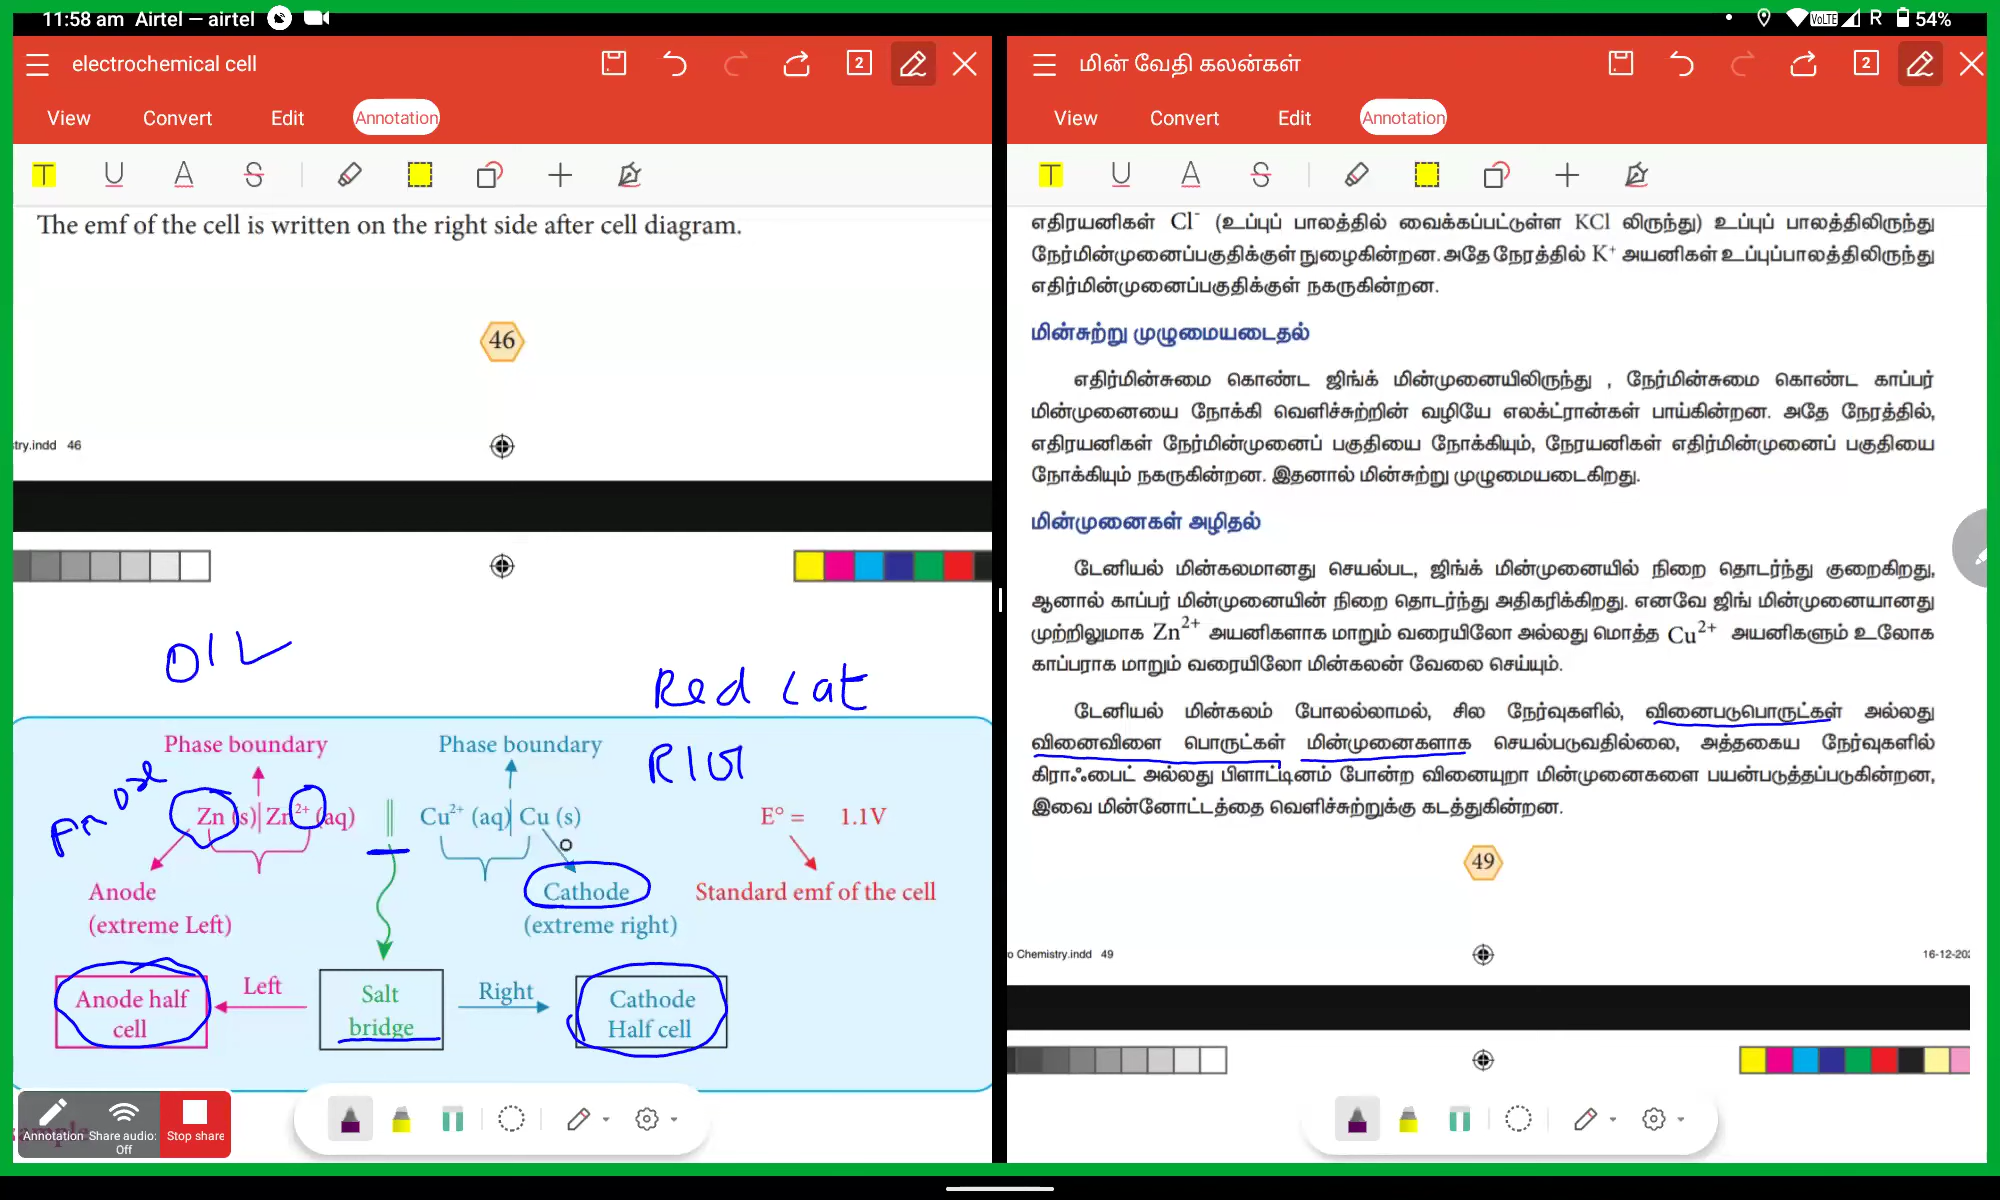 11:58 am Airtel — airtel
VoLTE R 54%
electrochemical cell
2
View Convert Edit Annotation
T U A S
The emf of the cell is written on the right side after cell diagram.
46
try.indd 46
OIL
Red Cat
RIG
An Ox
Phase boundary Phase boundary
Zn (s)| Zn²⁺ (aq) || Cu²⁺ (aq)| Cu (s) E° = 1.1V
Anode Cathode Standard emf of the cell
(extreme Left) (extreme right)
Anode half Left Salt Right Cathode
cell bridge Half cell
Annotation Share audio: Stop share
Off
மின் வேதி கலன்கள்
2
View Convert Edit Annotation
T U A S
எதிரயனிகள் Cl⁻ (உப்புப் பாலத்தில் வைக்கப்பட்டுள்ள KCl லிருந்து) உப்புப் பாலத்திலிருந்து
நேர்மின்முனைப்பகுதிக்குள் நுழைகின்றன. அதே நேரத்தில் K⁺ அயனிகள் உப்புப்பாலத்திலிருந்து
எதிர்மின்முனைப்பகுதிக்குள் நகருகின்றன.
மின்சுற்று முழுமையடைதல்
எதிர்மின்சுமை கொண்ட ஜிங்க் மின்முனையிலிருந்து , நேர்மின்சுமை கொண்ட காப்பர்
மின்முனையை நோக்கி வெளிச்சுற்றின் வழியே எலக்ட்ரான்கள் பாய்கின்றன. அதே நேரத்தில்,
எதிரயனிகள் நேர்மின்முனைப் பகுதியை நோக்கியும், நேரயனிகள் எதிர்மின்முனைப் பகுதியை
நோக்கியும் நகருகின்றன. இதனால் மின்சுற்று முழுமையடைகிறது.
மின்முனைகள் அழிதல்
டேனியல் மின்கலமானது செயல்பட, ஜிங்க் மின்முனையில் நிறை தொடர்ந்து குறைகிறது,
ஆனால் காப்பர் மின்முனையின் நிறை தொடர்ந்து அதிகரிக்கிறது. எனவே ஜிங் மின்முனையானது
முற்றிலுமாக Zn²⁺ அயனிகளாக மாறும் வரையிலோ அல்லது மொத்த Cu²⁺ அயனிகளும் உலோக
காப்பராக மாறும் வரையிலோ மின்கலன் வேலை செய்யும்.
டேனியல் மின்கலம் போலல்லாமல், சில நேர்வுகளில், வினைபடுபொருட்கள் அல்லது
வினைவிளை பொருட்கள் மின்முனைகளாக செயல்படுவதில்லை, அத்தகைய நேர்வுகளில்
கிராஃபைட் அல்லது பிளாட்டினம் போன்ற வினையுறா மின்முனைகளை பயன்படுத்தப்படுகின்றன,
இவை மின்னோட்டத்தை வெளிச்சுற்றுக்கு கடத்துகின்றன.
49
o Chemistry.indd 49
16-12-202